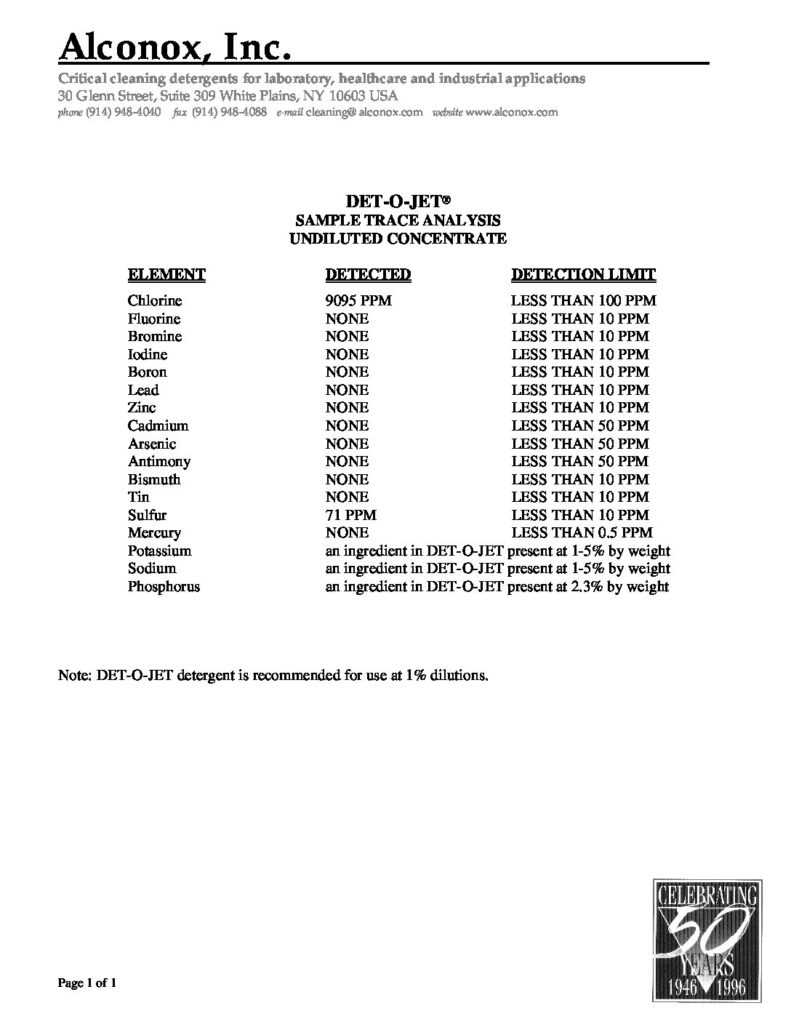 Alconox, Inc.
Critical cleaning detergents for laboratory, healthcare and industrial applications
30 Glenn Street, Suite 309 White Plains, NY 10603 USA
phone (914) 948-4040 fax (914) 948-4088 e-mail cleaning@alconox.com website www.alconox.com
DET-O-JET®
SAMPLE TRACE ANALYSIS
UNDILUTED CONCENTRATE
ELEMENT DETECTED DETECTION LIMIT
Chlorine 9095 PPM LESS THAN 100 PPM
Fluorine NONE LESS THAN 10 PPM
Bromine NONE LESS THAN 10 PPM
Iodine NONE LESS THAN 10 PPM
Boron NONE LESS THAN 10 PPM
Lead NONE LESS THAN 10 PPM
Zinc NONE LESS THAN 10 PPM
Cadmium NONE LESS THAN 50 PPM
Arsenic NONE LESS THAN 50 PPM
Antimony NONE LESS THAN 50 PPM
Bismuth NONE LESS THAN 10 PPM
Tin NONE LESS THAN 10 PPM
Sulfur 71 PPM LESS THAN 10 PPM
Mercury NONE LESS THAN 0.5 PPM
Potassium an ingredient in DET-O-JET present at 1-5% by weight
Sodium an ingredient in DET-O-JET present at 1-5% by weight
Phosphorus an ingredient in DET-O-JET present at 2.3% by weight
Note: DET-O-JET detergent is recommended for use at 1% dilutions.
CELEBRATING
50
YEARS
1946 1996
Page 1 of 1